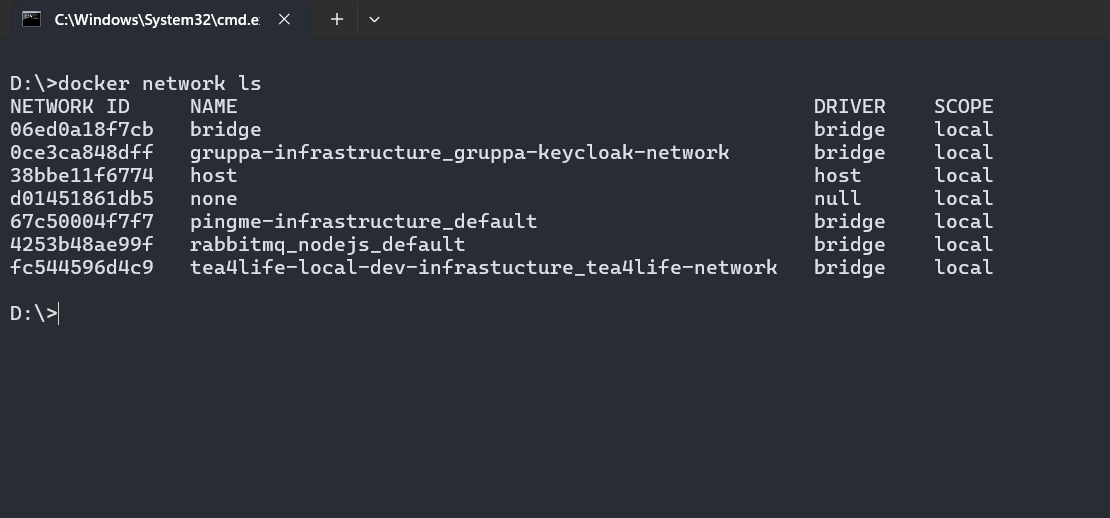 C:\Windows\System32\cmd.e
D:\>docker network ls
NETWORK ID     NAME                                                DRIVER    SCOPE
06ed0a18f7cb   bridge                                              bridge    local
0ce3ca848dff   gruppa-infrastructure_gruppa-keycloak-network       bridge    local
38bbe11f6774   host                                                host      local
d01451861db5   none                                                null      local
67c50004f7f7   pingme-infrastructure_default                       bridge    local
4253b48ae99f   rabbitmq_nodejs_default                             bridge    local
fc544596d4c9   tea4life-local-dev-infrastucture_tea4life-network   bridge    local
D:\>